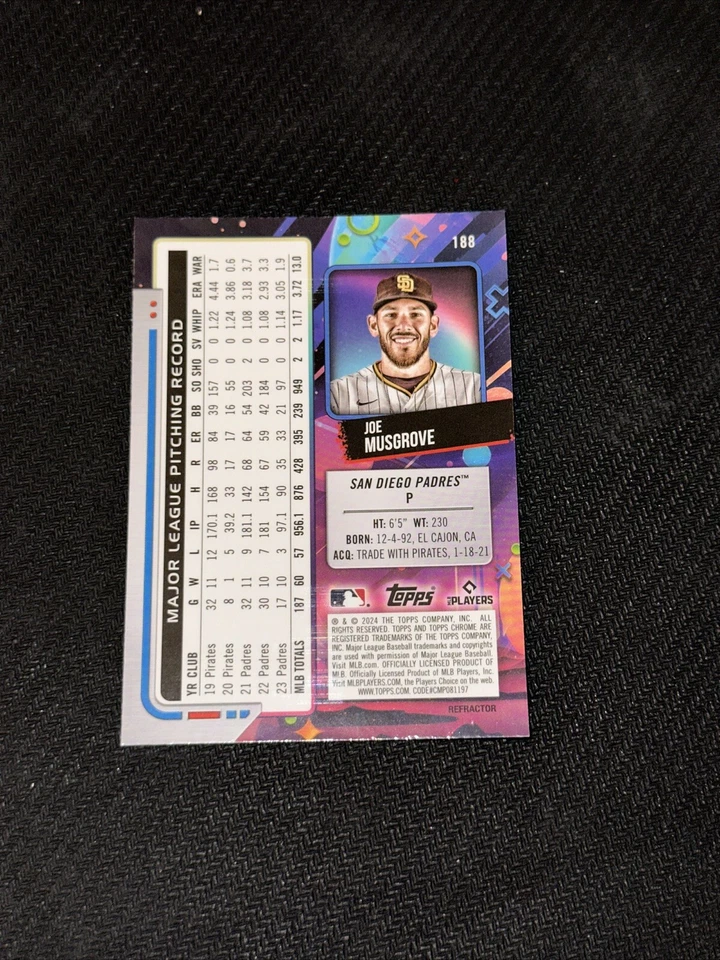 188
SD
JOE
MUSGROVE
SAN DIEGO PADRES™
P
HT: 6'5" WT: 230
BORN: 12-4-92, EL CAJON, CA
ACQ: TRADE WITH PIRATES, 1-18-21
topps
PLAYERS
® & © 2024 THE TOPPS COMPANY, INC. ALL
RIGHTS RESERVED. TOPPS AND TOPPS CHROME ARE
REGISTERED TRADEMARKS OF THE TOPPS COMPANY,
INC. Major League Baseball trademarks and copyrights
are used with permission of Major League Baseball.
Visit MLB.com. OFFICIALLY LICENSED PRODUCT OF
MLB. Officially Licensed Product of MLB Players, Inc.
Visit MLBPLAYERS.com, the Players Choice on the web.
WWW.TOPPS.COM. CODE#CMP081197
REFRACTOR
MAJOR LEAGUE PITCHING RECORD
YR CLUB G W L IP H R ER BB SO SHO SV WHIP ERA WAR
19 Pirates 32 11 12 170.1 168 98 84 39 157 0 0 1.22 4.44 1.7
20 Pirates 8 1 5 39.2 33 17 17 16 55 0 0 1.24 3.86 0.6
21 Padres 32 11 9 181.1 142 68 64 54 203 2 0 1.08 3.18 3.7
22 Padres 30 10 7 181 154 67 59 42 184 0 0 1.08 2.93 3.3
23 Padres 17 10 3 97.1 90 35 33 21 97 0 0 1.14 3.05 1.9
MLB TOTALS 187 60 57 956.1 876 428 395 239 949 2 2 1.17 3.72 13.0